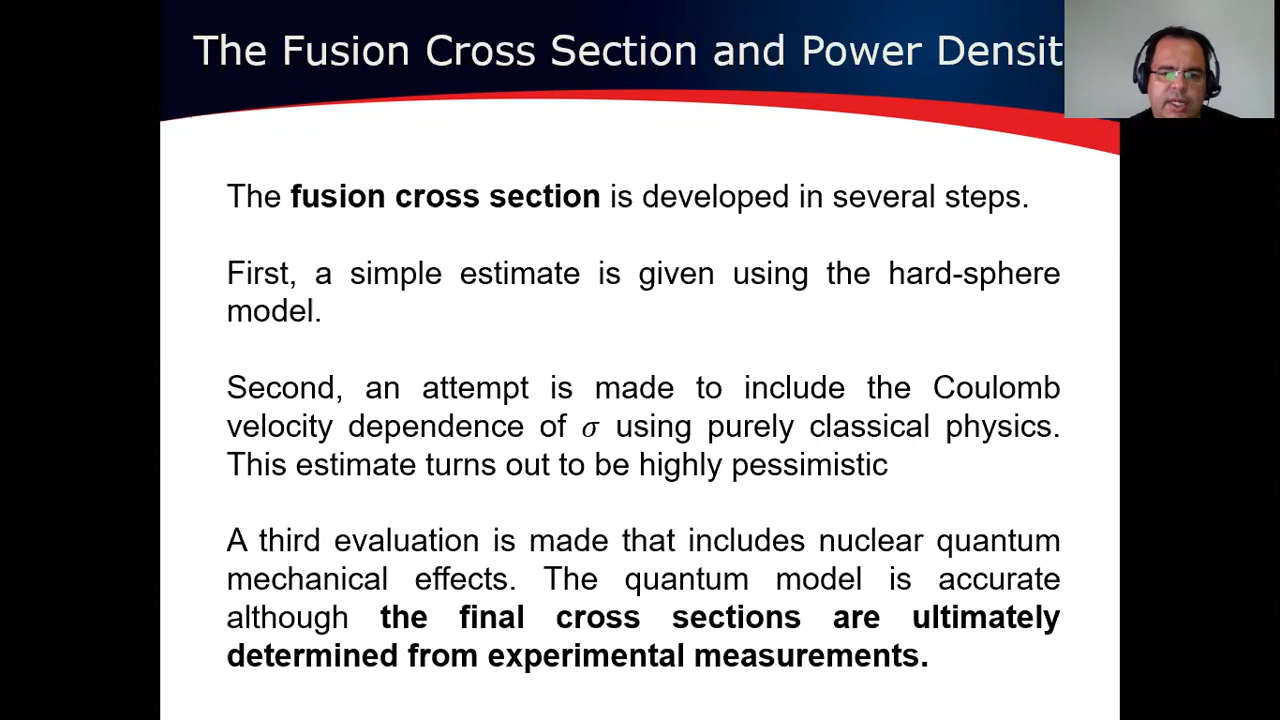 The Fusion Cross Section and Power Densit
The fusion cross section is developed in several steps.
First, a simple estimate is given using the hard-sphere
model.
Second, an attempt is made to include the Coulomb
velocity dependence of σ using purely classical physics.
This estimate turns out to be highly pessimistic
A third evaluation is made that includes nuclear quantum
mechanical effects. The quantum model is accurate
although the final cross sections are ultimately
determined from experimental measurements.